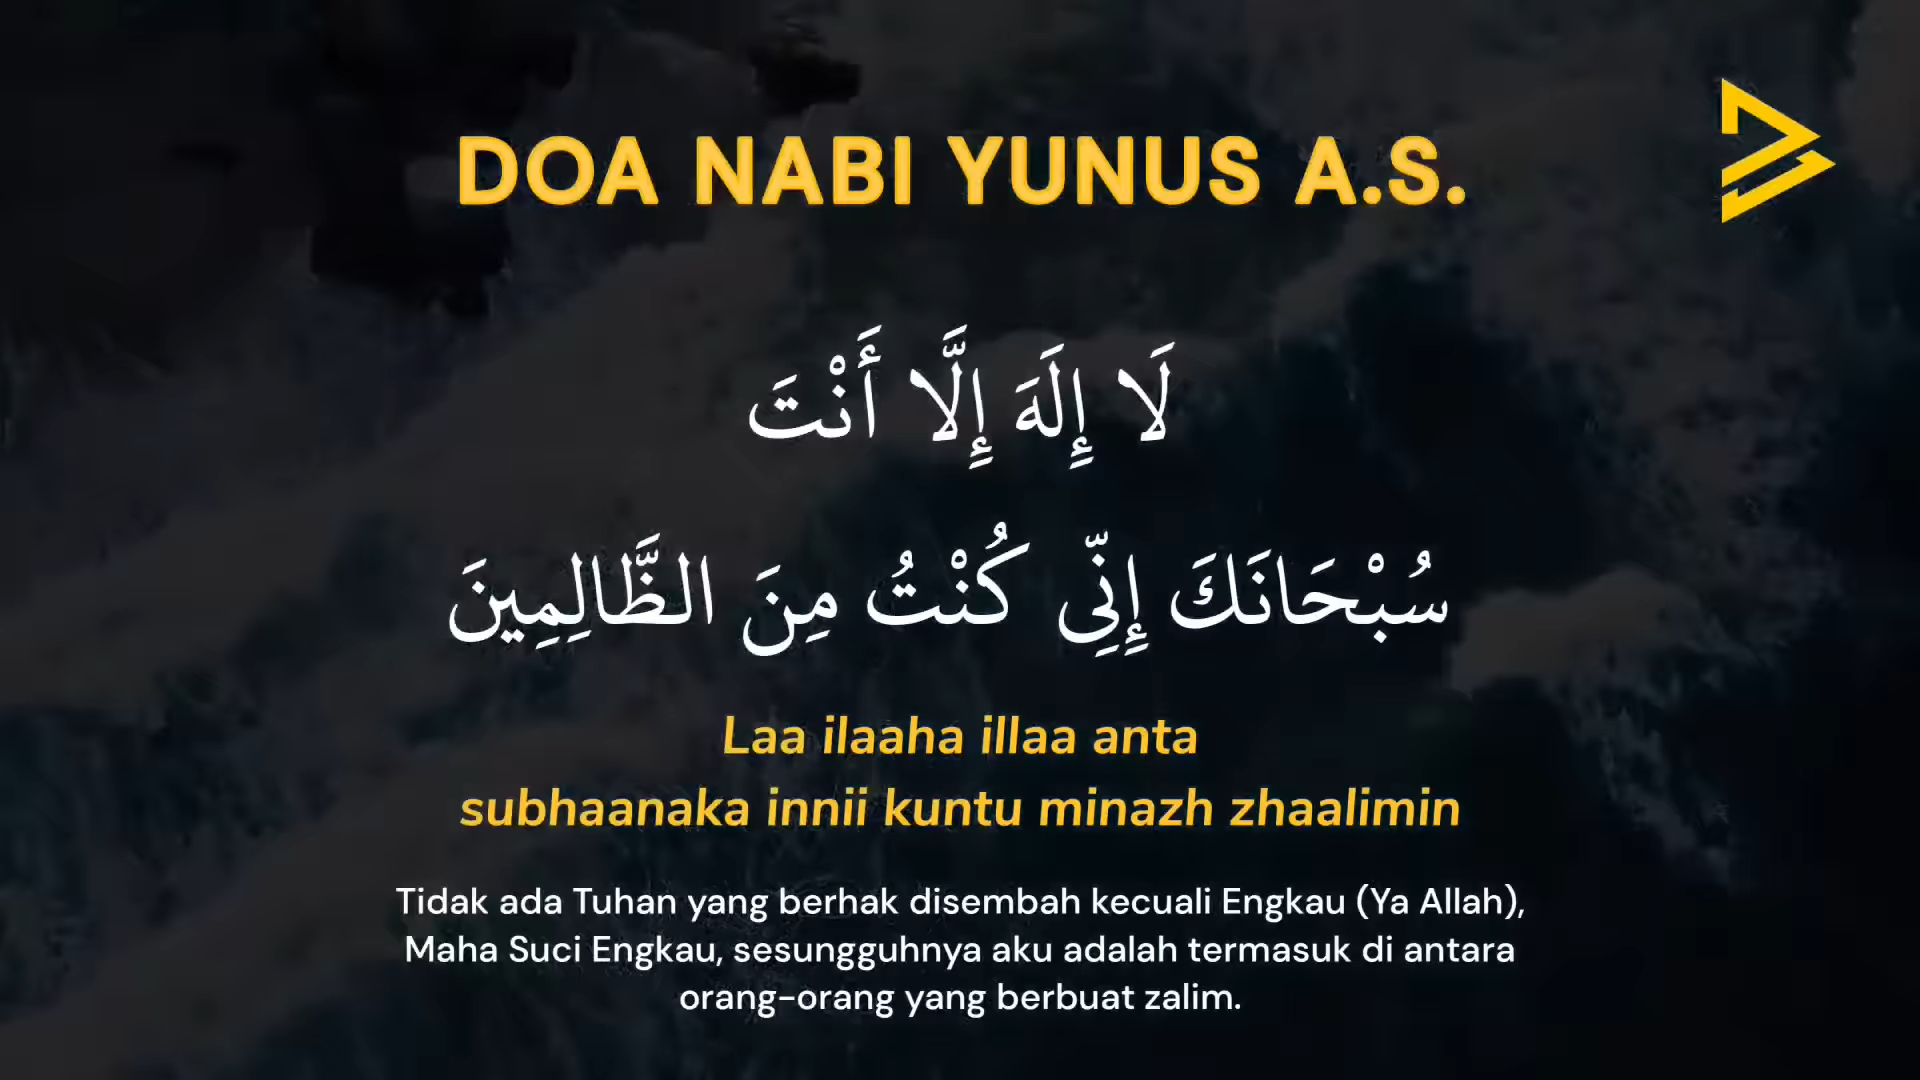 DOA NABI YUNUS A.S.
لَا إِلَهَ إِلَّا أَنْتَ
سُبْحَانَكَ إِنِّى كُنْتُ مِنَ الظَّالِمِينَ
Laa ilaaha illaa anta
subhaanaka innii kuntu minazh zhaalimin
Tidak ada Tuhan yang berhak disembah kecuali Engkau (Ya Allah),
Maha Suci Engkau, sesungguhnya aku adalah termasuk di antara
orang-orang yang berbuat zalim.